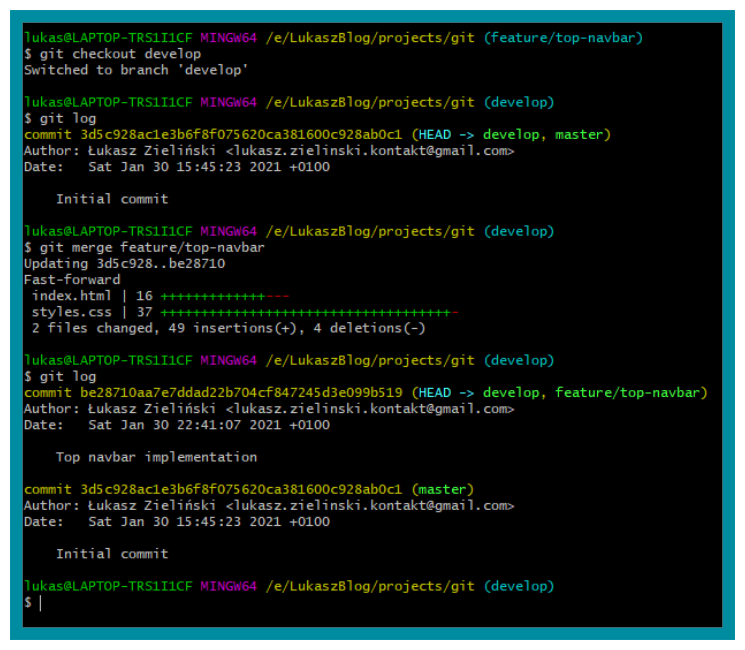 lukas@LAPTOP-TRS1I1CF MINGW64 /e/LukaszBlog/projects/git (feature/top-navbar)
$ git checkout develop
Switched to branch 'develop'
lukas@LAPTOP-TRS1I1CF MINGW64 /e/LukaszBlog/projects/git (develop)
$ git log
commit 3d5c928ac1e3b6f8f075620ca381600c928ab0c1 (HEAD -> develop, master)
Author: Łukasz Zieliński <lukasz.zielinski.kontakt@gmail.com>
Date:   Sat Jan 30 15:45:23 2021 +0100
    Initial commit
lukas@LAPTOP-TRS1I1CF MINGW64 /e/LukaszBlog/projects/git (develop)
$ git merge feature/top-navbar
Updating 3d5c928..be28710
Fast-forward
 index.html | 16 +++++++++++++---
 styles.css | 37 ++++++++++++++++++++++++++++++++++++-
 2 files changed, 49 insertions(+), 4 deletions(-)
lukas@LAPTOP-TRS1I1CF MINGW64 /e/LukaszBlog/projects/git (develop)
$ git log
commit be28710aa7e7ddad22b704cf847245d3e099b519 (HEAD -> develop, feature/top-navbar)
Author: Łukasz Zieliński <lukasz.zielinski.kontakt@gmail.com>
Date:   Sat Jan 30 22:41:07 2021 +0100
    Top navbar implementation
commit 3d5c928ac1e3b6f8f075620ca381600c928ab0c1 (master)
Author: Łukasz Zieliński <lukasz.zielinski.kontakt@gmail.com>
Date:   Sat Jan 30 15:45:23 2021 +0100
    Initial commit
lukas@LAPTOP-TRS1I1CF MINGW64 /e/LukaszBlog/projects/git (develop)
$